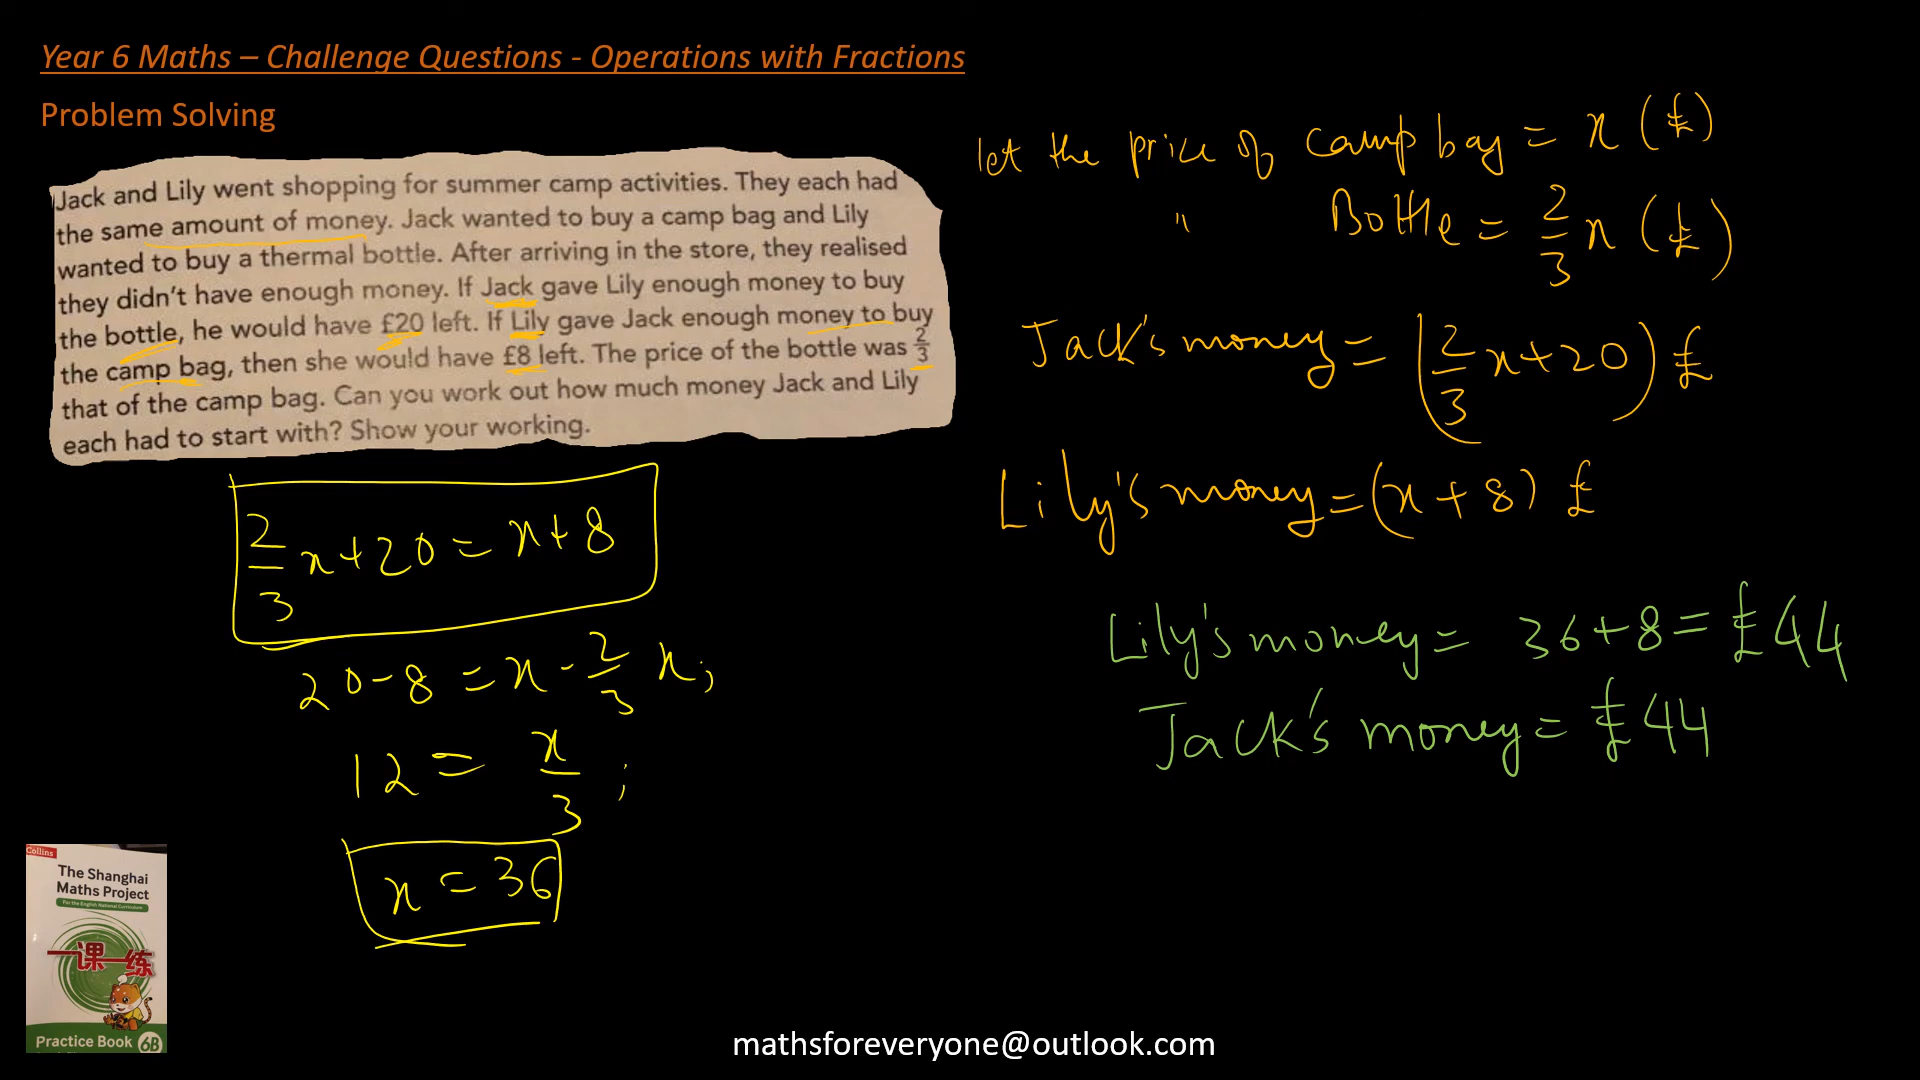 Year 6 Maths – Challenge Questions - Operations with Fractions
Problem Solving
Jack and Lily went shopping for summer camp activities. They each had
the same amount of money. Jack wanted to buy a camp bag and Lily
wanted to buy a thermal bottle. After arriving in the store, they realised
they didn't have enough money. If Jack gave Lily enough money to buy
the bottle, he would have £20 left. If Lily gave Jack enough money to buy
the camp bag, then she would have £8 left. The price of the bottle was 2/3
that of the camp bag. Can you work out how much money Jack and Lily
each had to start with? Show your working.
let the price of camp bag = x (£)
" Bottle = 2/3 x (£)
Jack's money = (2/3 x + 20) £
Lily's money = (x + 8) £
2/3 x + 20 = x + 8
20 - 8 = x - 2/3 x;
12 = x/3 ;
x = 36
Lily's money = 36 + 8 = £44
Jack's money = £44
Collins
The Shanghai
Maths Project
For the English National Curriculum
一课一练
Practice Book 6B
mathsforeveryone@outlook.com